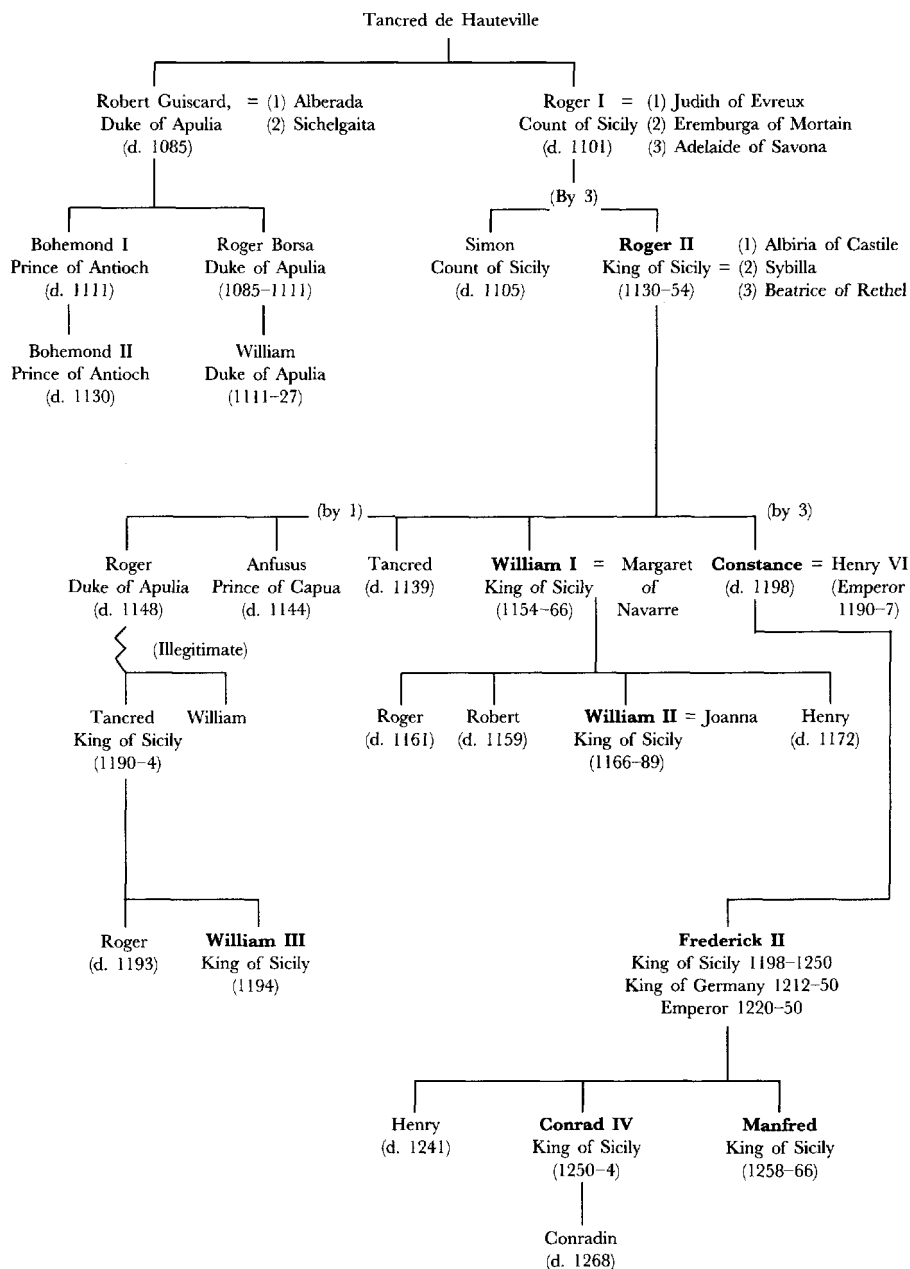 Tancred de Hauteville
Robert Guiscard, = (1) Alberada
Duke of Apulia (2) Sichelgaita
(d. 1085)
Roger I = (1) Judith of Evreux
Count of Sicily (2) Eremburga of Mortain
(d. 1101) (3) Adelaide of Savona
(By 3)
Bohemond I
Prince of Antioch
(d. 1111)
Roger Borsa
Duke of Apulia
(1085–1111)
Simon
Count of Sicily
(d. 1105)
Roger II (1) Albiria of Castile
King of Sicily = (2) Sybilla
(1130–54) (3) Beatrice of Rethel
Bohemond II
Prince of Antioch
(d. 1130)
William
Duke of Apulia
(1111–27)
(by 1)
(by 3)
Roger
Duke of Apulia
(d. 1148)
Anfusus
Prince of Capua
(d. 1144)
Tancred
(d. 1139)
William I = Margaret
King of Sicily of
(1154–66) Navarre
Constance = Henry VI
(d. 1198) (Emperor
1190–7)
(Illegitimate)
Tancred
King of Sicily
(1190–4)
William
Roger
(d. 1161)
Robert
(d. 1159)
William II = Joanna
King of Sicily
(1166–89)
Henry
(d. 1172)
Roger
(d. 1193)
William III
King of Sicily
(1194)
Frederick II
King of Sicily 1198–1250
King of Germany 1212–50
Emperor 1220–50
Henry
(d. 1241)
Conrad IV
King of Sicily
(1250–4)
Manfred
King of Sicily
(1258–66)
Conradin
(d. 1268)